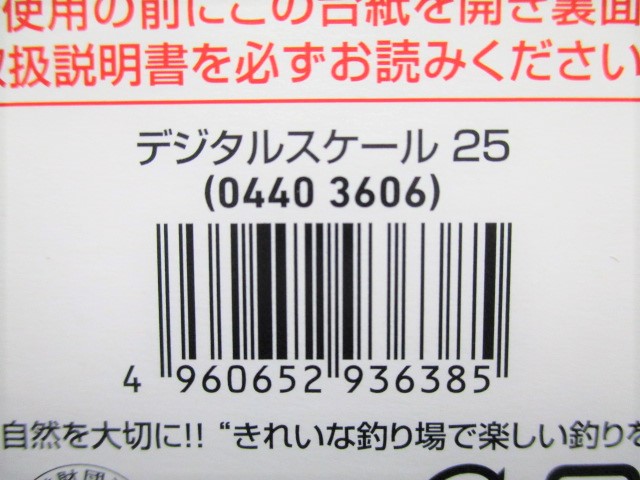 使用の前にこの台紙を開き裏面
取扱説明書を必ずお読みください
デジタルスケール 25
(0440 3606)
4 960652 936385
自然を大切に!! “きれいな釣り場で楽しい釣りを
財団